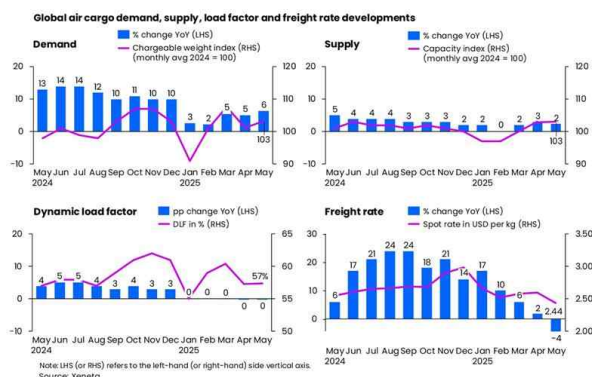 Global air cargo demand, supply, load factor and freight rate developments
Demand
% change YoY (LHS)
Chargeable weight index (RHS)
(monthly avg 2024 = 100)
20 120
13 14 14 12 10 11 10 10 3 2 5 5 6
10 110
0 100
103
-10 90
May Jun Jul Aug Sep Oct Nov Dec Jan Feb Mar Apr May
2024 2025
Supply
% change YoY (LHS)
Capacity index (RHS)
(monthly avg 2024 = 100)
20 120
10 110
5 4 4 4 3 3 3 2 2 0 2 3 2
0 100
103
-10 90
May Jun Jul Aug Sep Oct Nov Dec Jan Feb Mar Apr May
2024 2025
Dynamic load factor
pp change YoY (LHS)
DLF in % (RHS)
20 65
10 60
57%
4 5 5 4 3 4 3 3 0 0 0 0 0
0 55
-10 50
May Jun Jul Aug Sep Oct Nov Dec Jan Feb Mar Apr May
2024 2025
Freight rate
% change YoY (LHS)
Spot rate in USD per kg (RHS)
30 3.50
6 17 21 24 24 18 21 14 17 10 6 2 -4
20 3.00
10 2.50
2.44
0 2.00
May Jun Jul Aug Sep Oct Nov Dec Jan Feb Mar Apr May
2024 2025
Note: LHS (or RHS) refers to the left-hand (or right-hand) side vertical axis.
Source: Xeneta